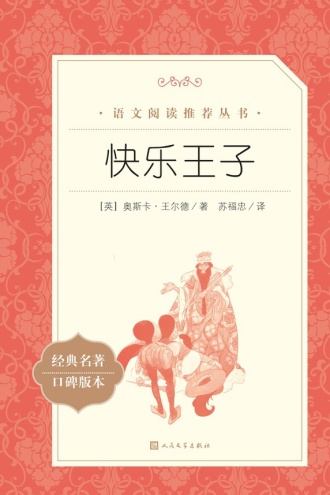 · 语文阅读推荐丛书 ·
快乐王子
[英] 奥斯卡·王尔德/著 苏福忠/译
经典名著
口碑版本
人民文学出版社